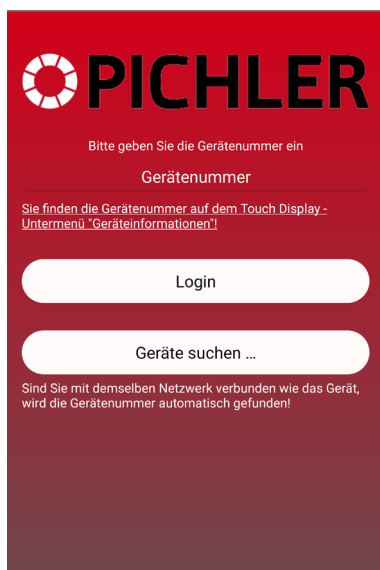 PICHLER
Bitte geben Sie die Gerätenummer ein
Gerätenummer
Sie finden die Gerätenummer auf dem Touch Display -
Untermenü "Geräteinformationen"!
Login
Geräte suchen ...
Sind Sie mit demselben Netzwerk verbunden wie das Gerät,
wird die Gerätenummer automatisch gefunden!